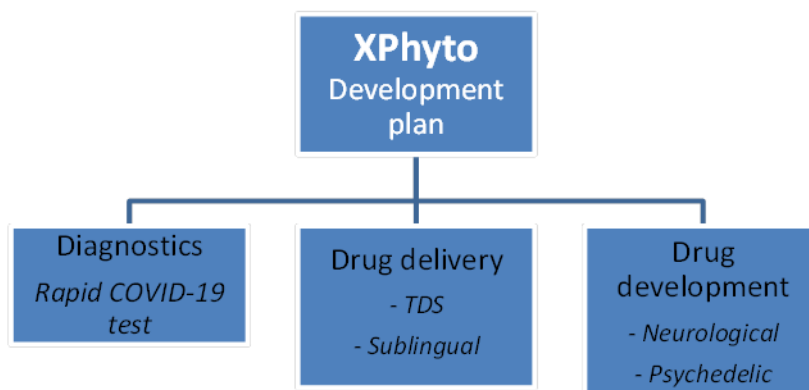 XPhyto
Development
plan
Diagnostics
Rapid COVID-19
test
Drug delivery
- TDS
- Sublingual
Drug
development
- Neurological
- Psychedelic